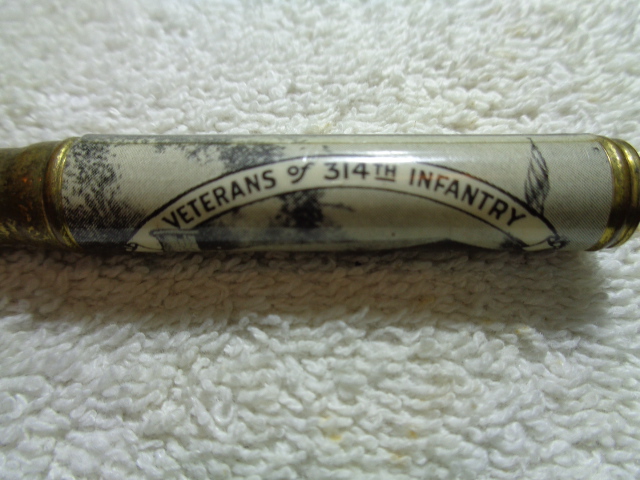 VETERANS of 314TH INFANTRY